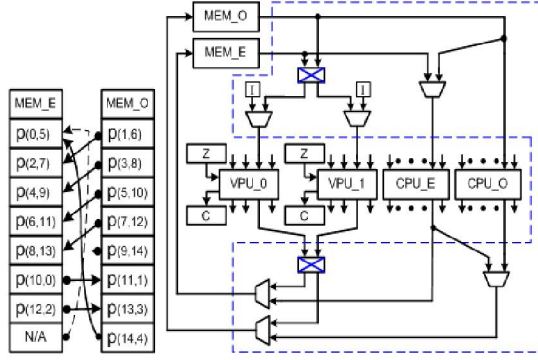 MEM_O
MEM_E
I
I
Z
VPU_0
C
Z
VPU_1
C
CPU_E
CPU_O
MEM_E
MEM_O
p(0,5)
p(1,6)
p(2,7)
p(3,8)
p(4,9)
p(5,10)
p(6,11)
p(7,12)
p(8,13)
p(9,14)
p(10,0)
p(11,1)
p(12,2)
p(13,3)
N/A
p(14,4)